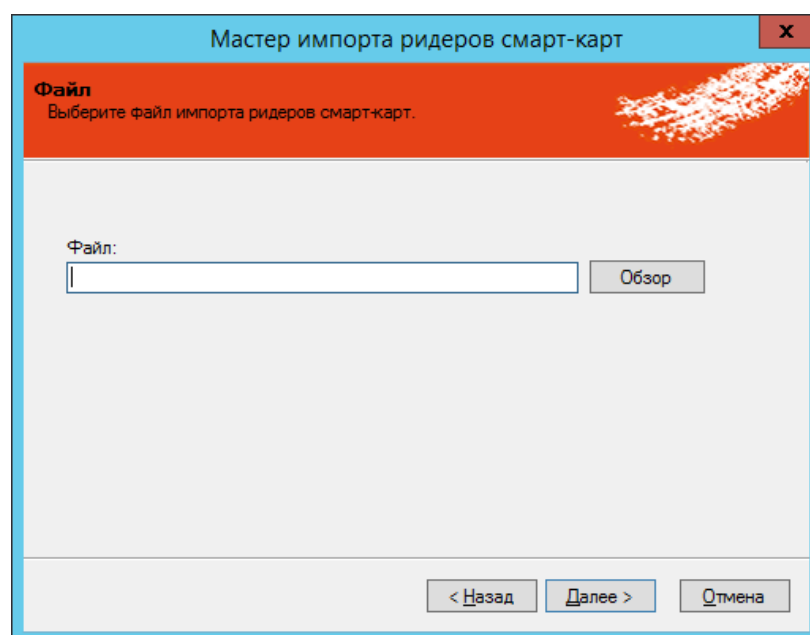 Мастер импорта ридеров смарт-карт
x
Файл
Выберите файл импорта ридеров смарт-карт.
Файл:
Обзор
< Назад
Далее >
Отмена